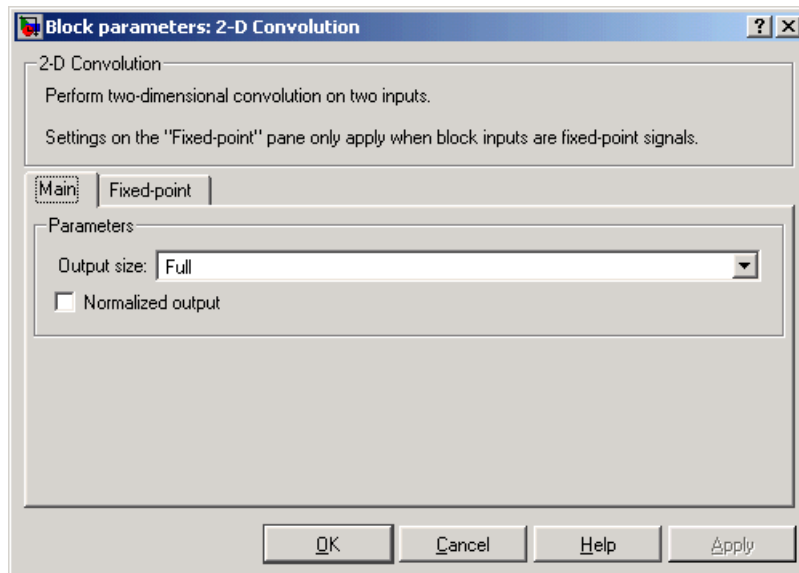 Block parameters: 2-D Convolution
2-D Convolution
Perform two-dimensional convolution on two inputs.
Settings on the "Fixed-point" pane only apply when block inputs are fixed-point signals.
Main Fixed-point
Parameters
Output size: Full
Normalized output
OK Cancel Help Apply